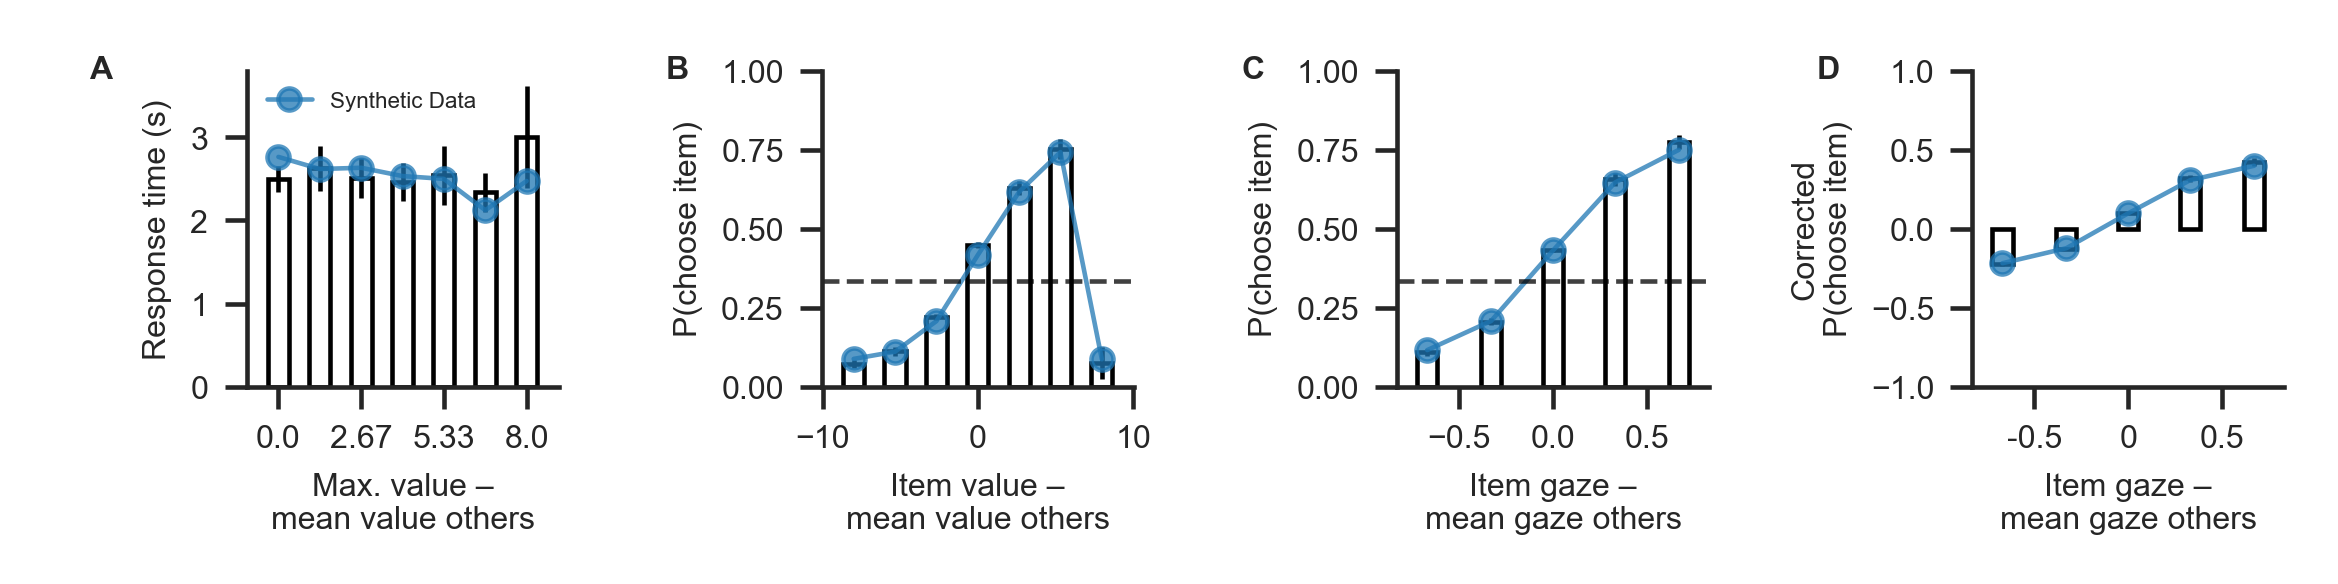 A
Response time (s)
3
2
1
0
Synthetic Data
0.0 2.67 5.33 8.0
Max. value –
mean value others
B
P(choose item)
1.00
0.75
0.50
0.25
0.00
−10 0 10
Item value –
mean value others
C
P(choose item)
1.00
0.75
0.50
0.25
0.00
−0.5 0.0 0.5
Item gaze –
mean gaze others
D
Corrected
P(choose item)
1.0
0.5
0.0
−0.5
−1.0
-0.5 0 0.5
Item gaze –
mean gaze others